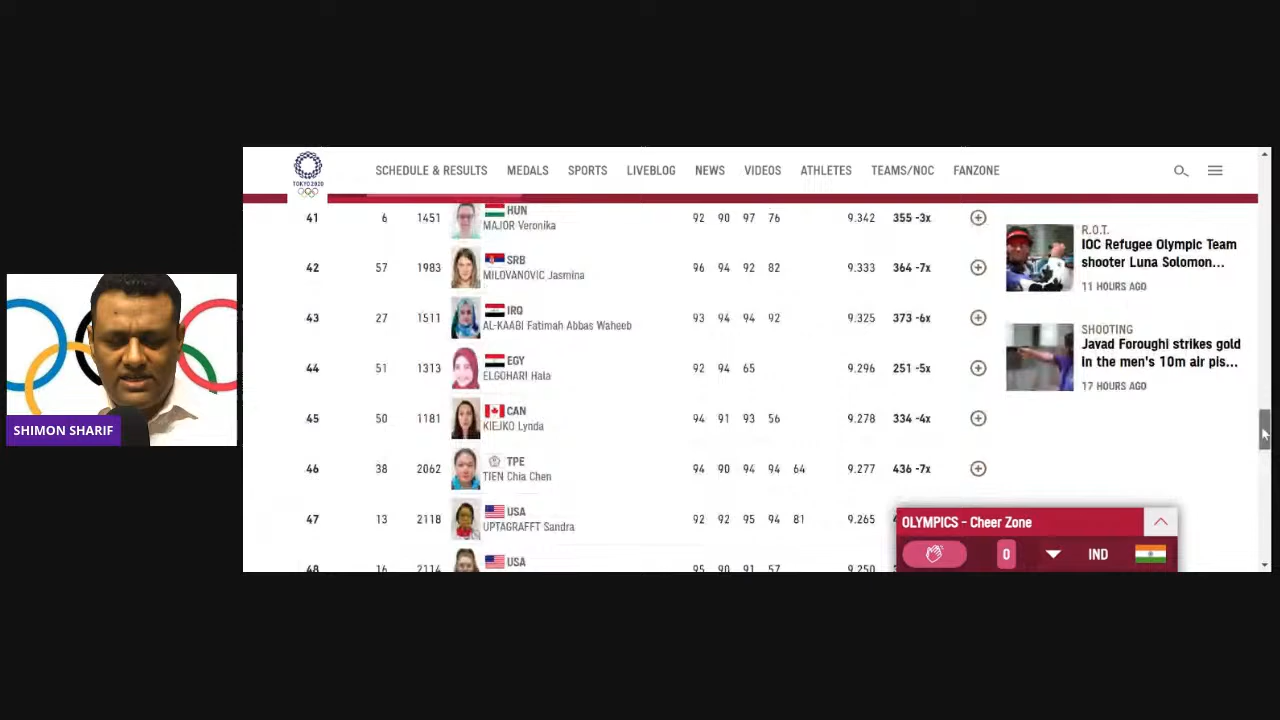 TOKYO 2020
SCHEDULE & RESULTS MEDALS SPORTS LIVEBLOG NEWS VIDEOS ATHLETES TEAMS/NOC FANZONE
41 6 1451 HUN MAJOR Veronika 92 90 97 76 9.342 355 -3x
42 57 1983 SRB MILOVANOVIC Jasmina 96 94 92 82 9.333 364 -7x
43 27 1511 IRQ AL-KAABI Fatimah Abbas Waheeb 93 94 94 92 9.325 373 -6x
44 51 1313 EGY ELGOHARI Hala 92 94 65 9.296 251 -5x
45 50 1181 CAN KIEJKO Lynda 94 91 93 56 9.278 334 -4x
46 38 2062 TPE TIEN Chia Chen 94 90 94 94 64 9.277 436 -7x
47 13 2118 USA UPTAGRAFFT Sandra 92 92 95 94 81 9.265
48 16 2114 USA 95 90 91 57 9.250
R.O.T.
IOC Refugee Olympic Team
shooter Luna Solomon...
11 HOURS AGO
SHOOTING
Javad Foroughi strikes gold
in the men's 10m air pis...
17 HOURS AGO
OLYMPICS - Cheer Zone
0 IND
SHIMON SHARIF